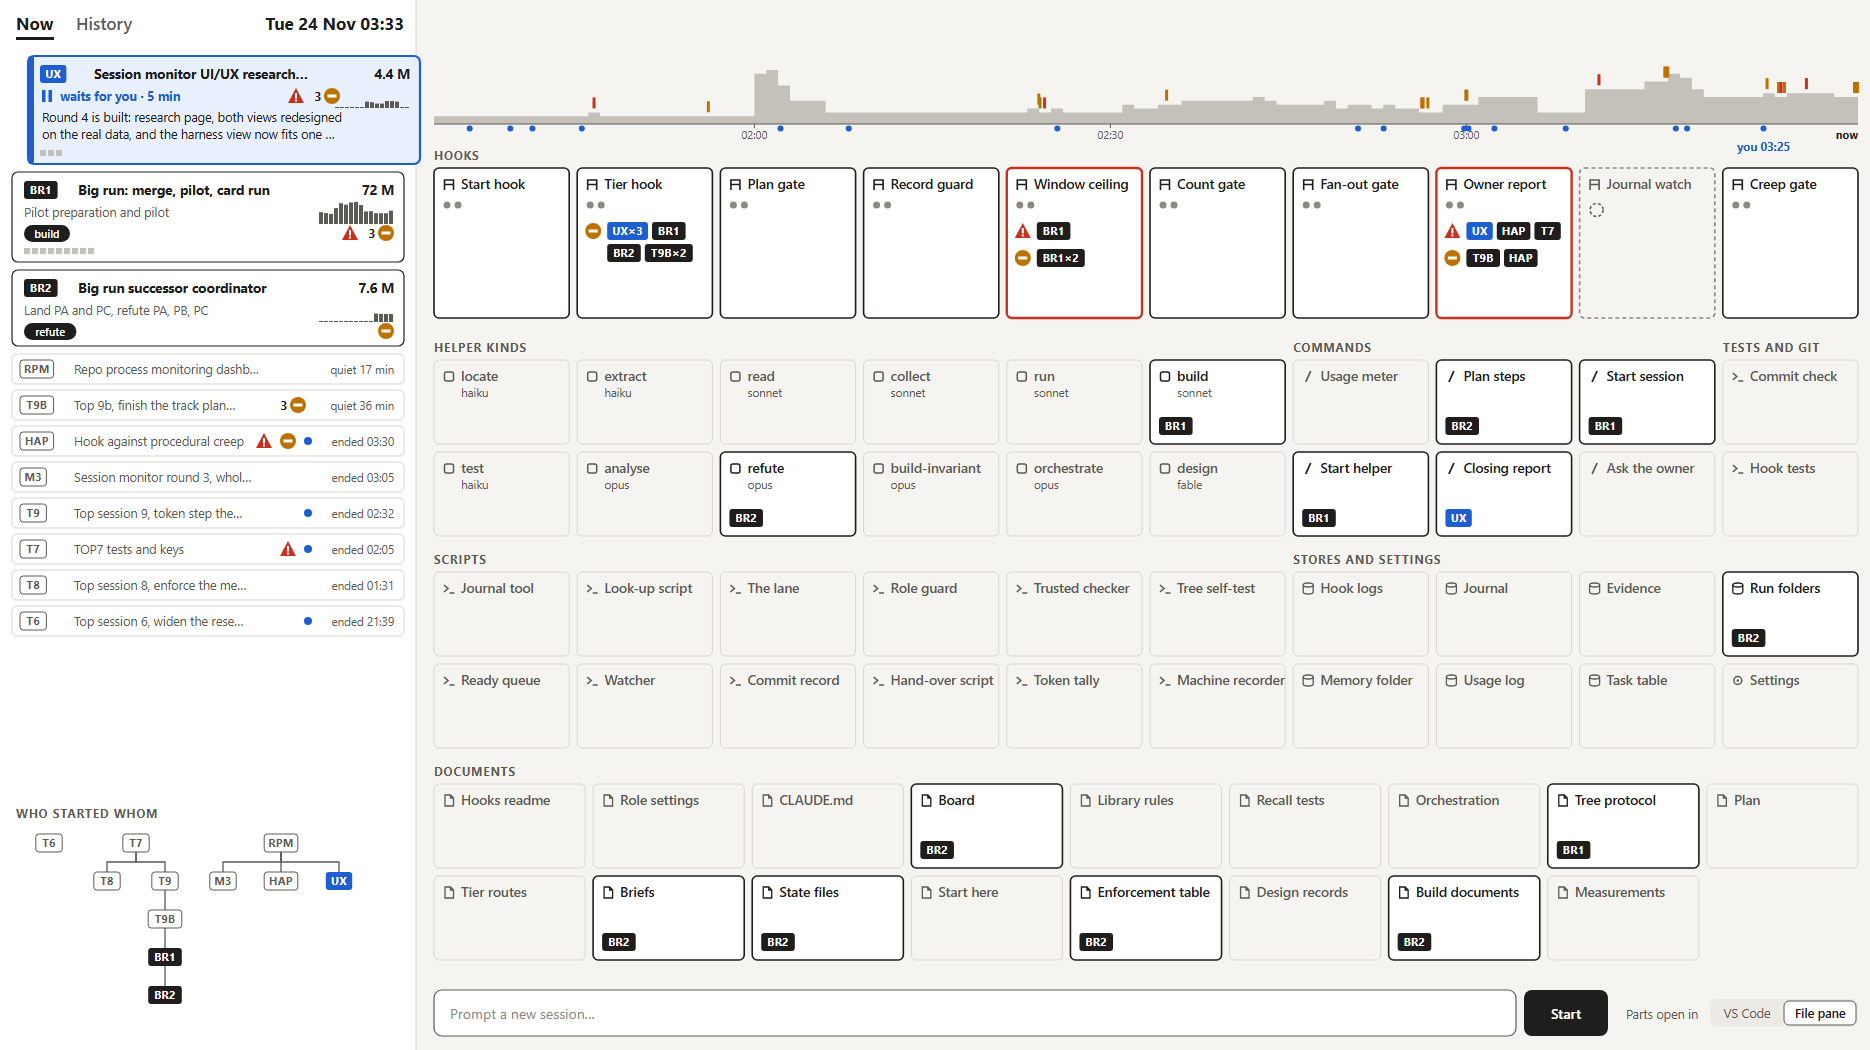 Now History Tue 24 Nov 03:33
UX Session monitor UI/UX research... 4.4 M
waits for you · 5 min 3
Round 4 is built: research page, both views redesigned
on the real data, and the harness view now fits one ...
BR1 Big run: merge, pilot, card run 72 M
Pilot preparation and pilot
build 3
BR2 Big run successor coordinator 7.6 M
Land PA and PC, refute PA, PB, PC
refute
RPM Repo process monitoring dashb... quiet 17 min
T9B Top 9b, finish the track plan... 3 quiet 36 min
HAP Hook against procedural creep ended 03:30
M3 Session monitor round 3, whol... ended 03:05
T9 Top session 9, token step the... ended 02:32
T7 TOP7 tests and keys ended 02:05
T8 Top session 8, enforce the me... ended 01:31
T6 Top session 6, widen the rese... ended 21:39
WHO STARTED WHOM
T6 T7 RPM
T8 T9 M3 HAP UX
T9B
BR1
BR2
02:00 02:30 03:00 now
you 03:25
HOOKS
Start hook Tier hook Plan gate Record guard Window ceiling Count gate Fan-out gate Owner report Journal watch Creep gate
UX×3 BR1 BR1 UX HAP T7
BR2 T9B×2 BR1×2 T9B HAP
HELPER KINDS COMMANDS TESTS AND GIT
locate extract read collect run build Usage meter Plan steps Start session Commit check
haiku haiku sonnet sonnet sonnet sonnet
BR1 BR2 BR1
test analyse refute build-invariant orchestrate design Start helper Closing report Ask the owner Hook tests
haiku opus opus opus opus fable
BR2 BR1 UX
SCRIPTS STORES AND SETTINGS
Journal tool Look-up script The lane Role guard Trusted checker Tree self-test Hook logs Journal Evidence Run folders
BR2
Ready queue Watcher Commit record Hand-over script Token tally Machine recorder Memory folder Usage log Task table Settings
DOCUMENTS
Hooks readme Role settings CLAUDE.md Board Library rules Recall tests Orchestration Tree protocol Plan
BR2 BR1
Tier routes Briefs State files Start here Enforcement table Design records Build documents Measurements
BR2 BR2 BR2 BR2
Prompt a new session... Start Parts open in VS Code File pane